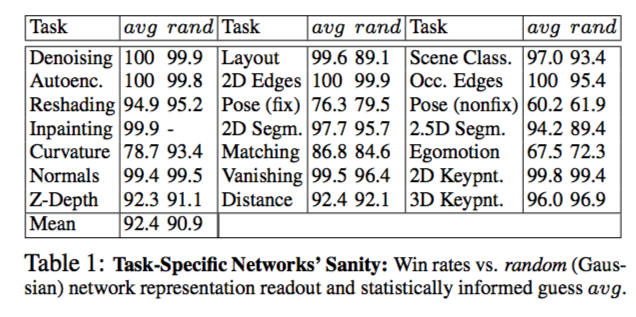 Task avg rand Task avg rand Task avg rand
Denoising 100 99.9 Layout 99.6 89.1 Scene Class. 97.0 93.4
Autoenc. 100 99.8 2D Edges 100 99.9 Occ. Edges 100 95.4
Reshading 94.9 95.2 Pose (fix) 76.3 79.5 Pose (nonfix) 60.2 61.9
Inpainting 99.9 - 2D Segm. 97.7 95.7 2.5D Segm. 94.2 89.4
Curvature 78.7 93.4 Matching 86.8 84.6 Egomotion 67.5 72.3
Normals 99.4 99.5 Vanishing 99.5 96.4 2D Keypnt. 99.8 99.4
Z-Depth 92.3 91.1 Distance 92.4 92.1 3D Keypnt. 96.0 96.9
Mean 92.4 90.9
Table 1: Task-Specific Networks' Sanity: Win rates vs. random (Gaus-
sian) network representation readout and statistically informed guess avg.